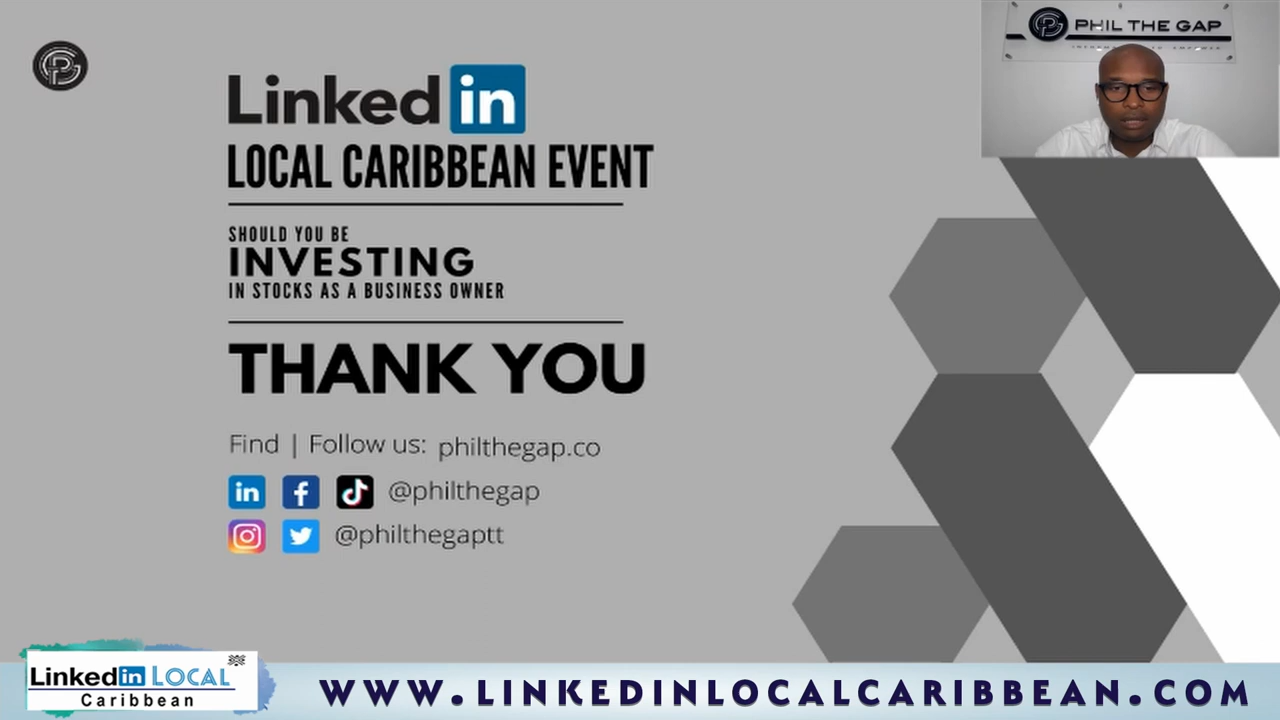 PHIL THE GAP
Linked in
LOCAL CARIBBEAN EVENT
SHOULD YOU BE
INVESTING
IN STOCKS AS A BUSINESS OWNER
THANK YOU
Find | Follow us: philthegap.co
in f @philthegap
@philthegaptt
Linked in LOCAL
Caribbean
WWW.LINKEDINLOCALCARIBBEAN.COM